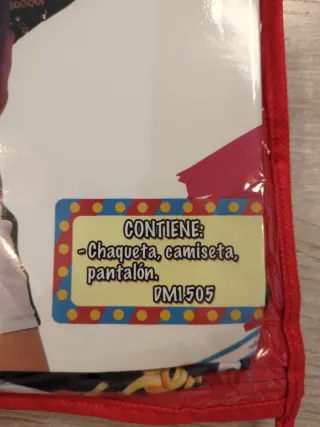 CONTIENE:
-Chaqueta, camiseta,
pantalón.
DM1505